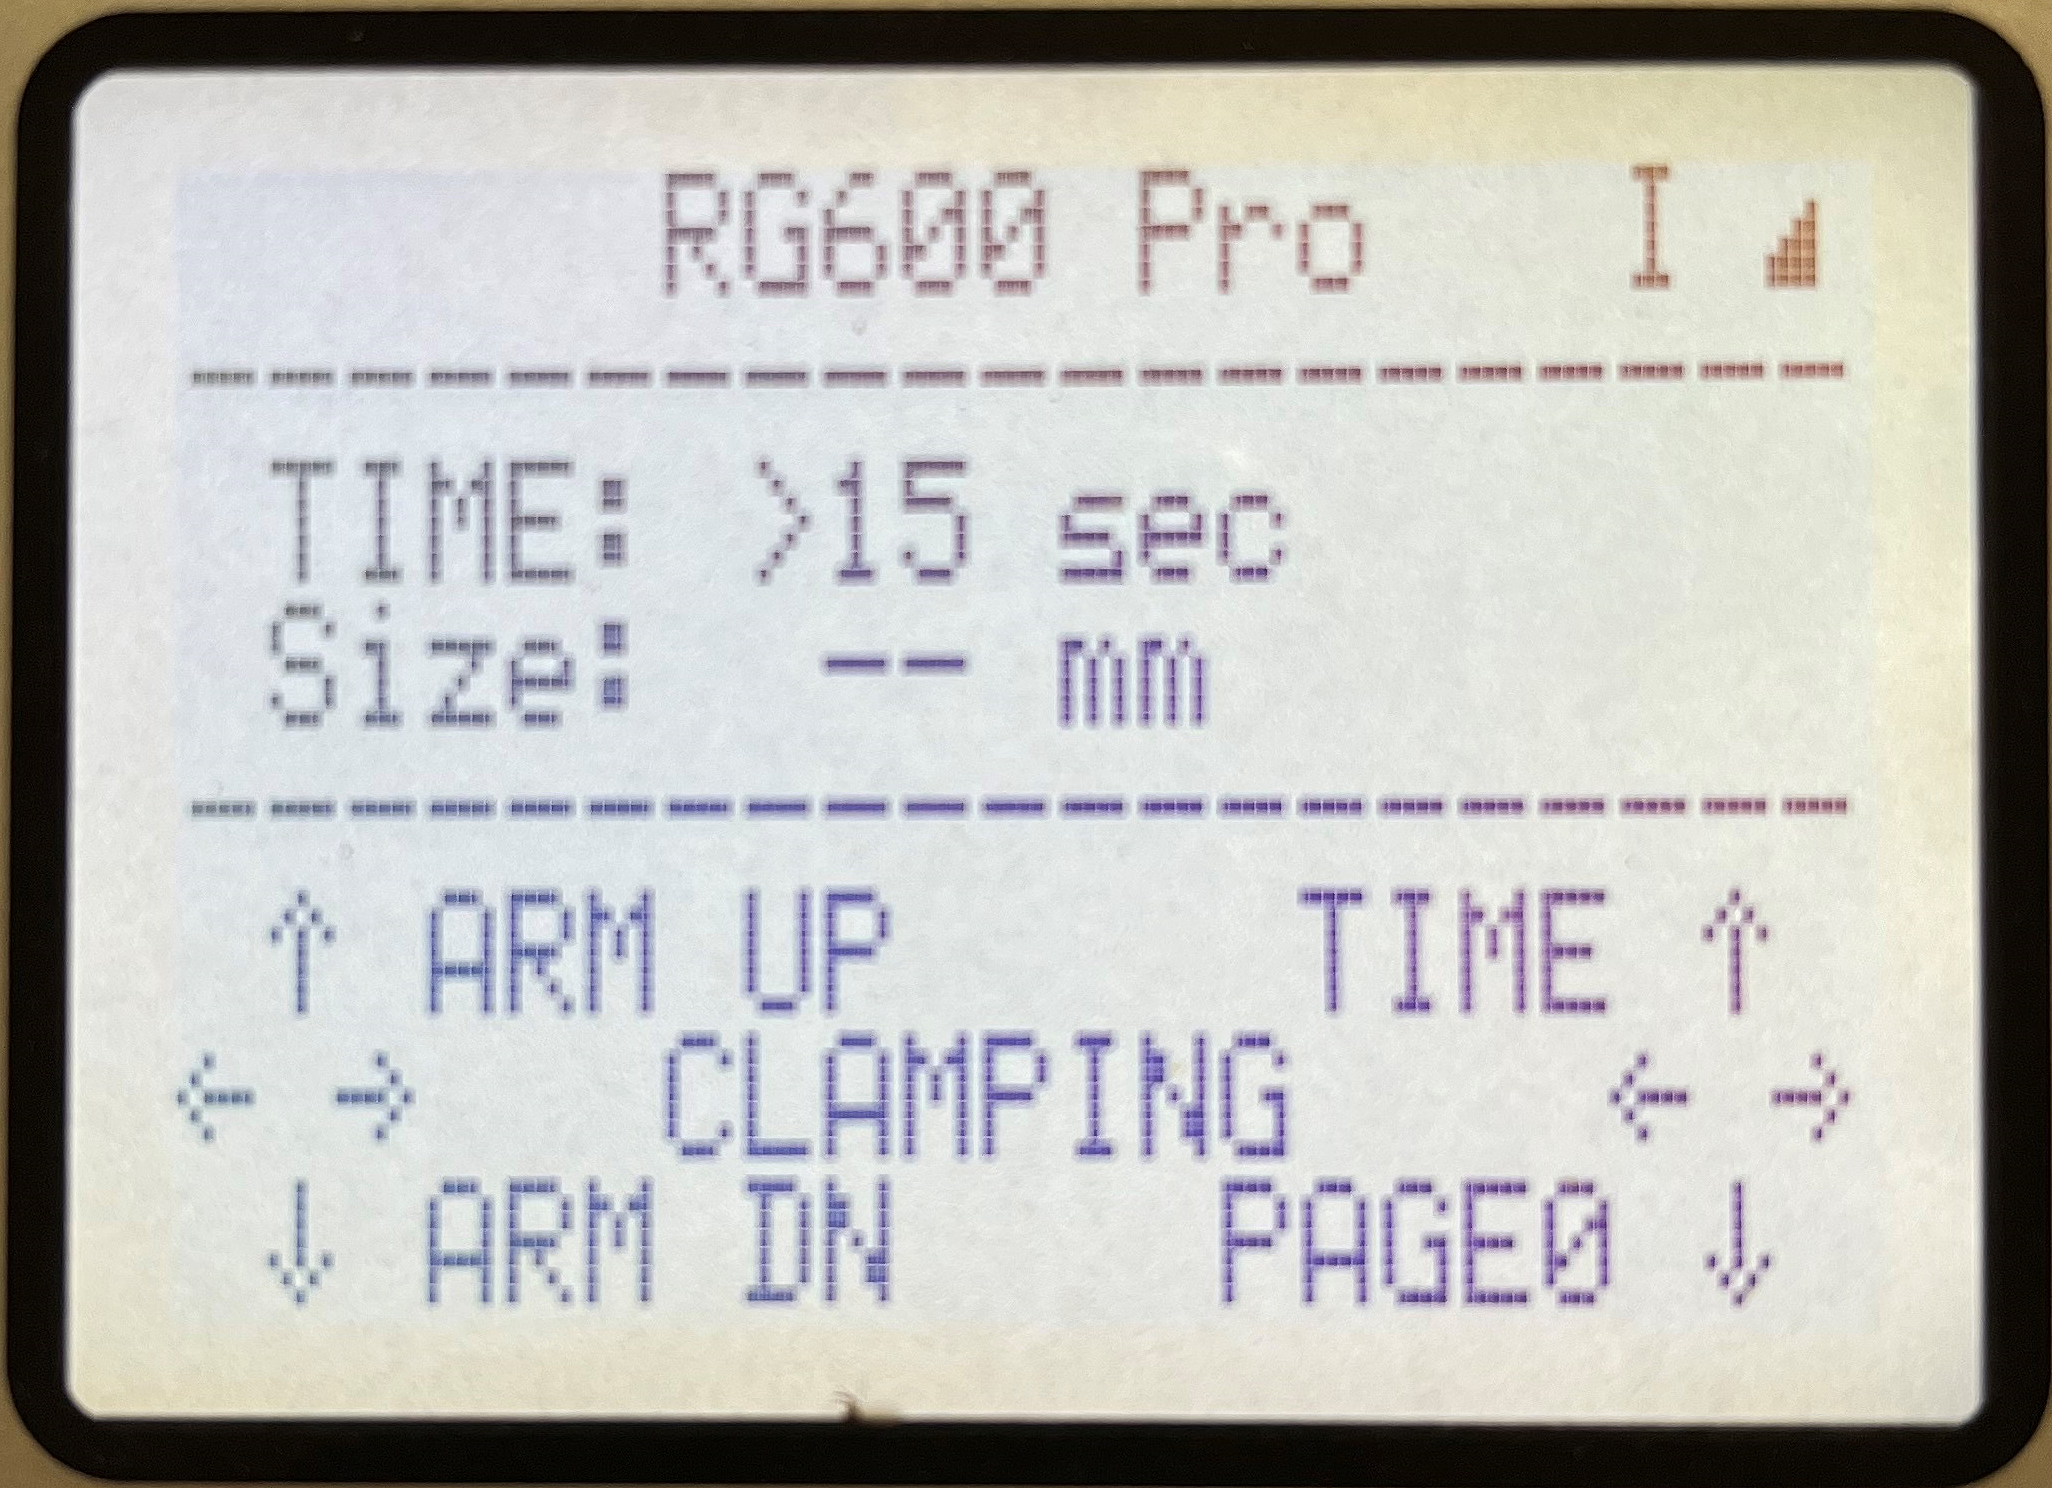 RG600 Pro I
---------------------
TIME: >15 sec
Size: -- mm
---------------------
↑ ARM UP TIME ↑
← → CLAMPING ← →
↓ ARM DN PAGE0 ↓